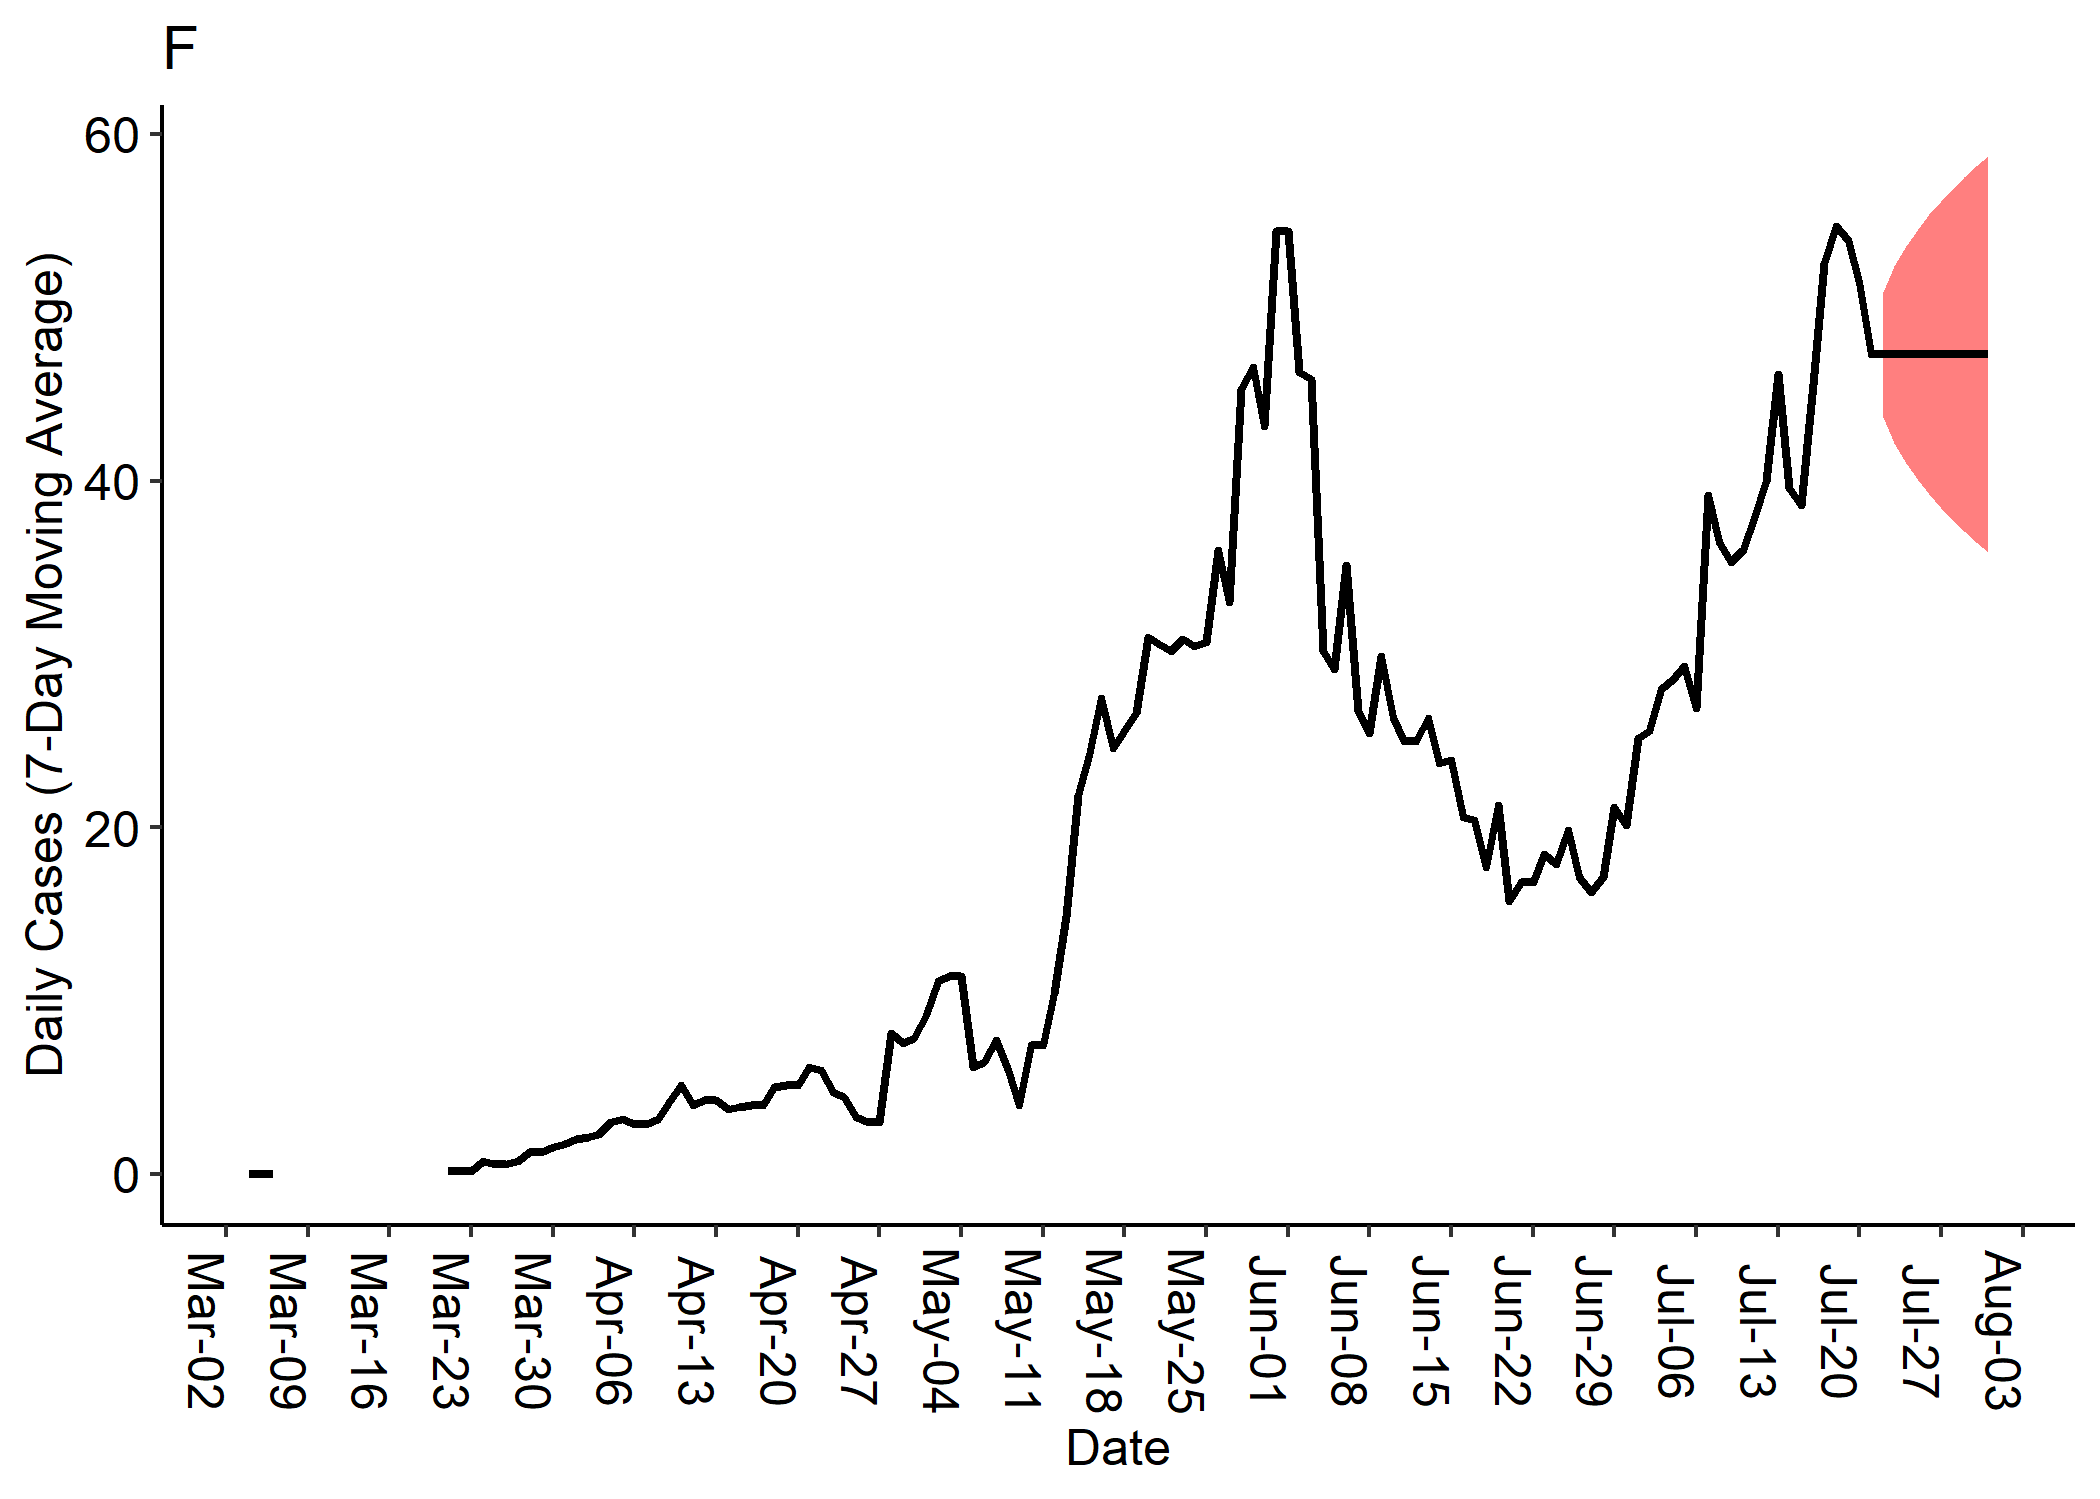 F
Daily Cases (7-Day Moving Average)
60
40
20
0
Mar-02
Mar-09
Mar-16
Mar-23
Mar-30
Apr-06
Apr-13
Apr-20
Apr-27
May-04
May-11
May-18
May-25
Jun-01
Jun-08
Jun-15
Jun-22
Jun-29
Jul-06
Jul-13
Jul-20
Jul-27
Aug-03
Date